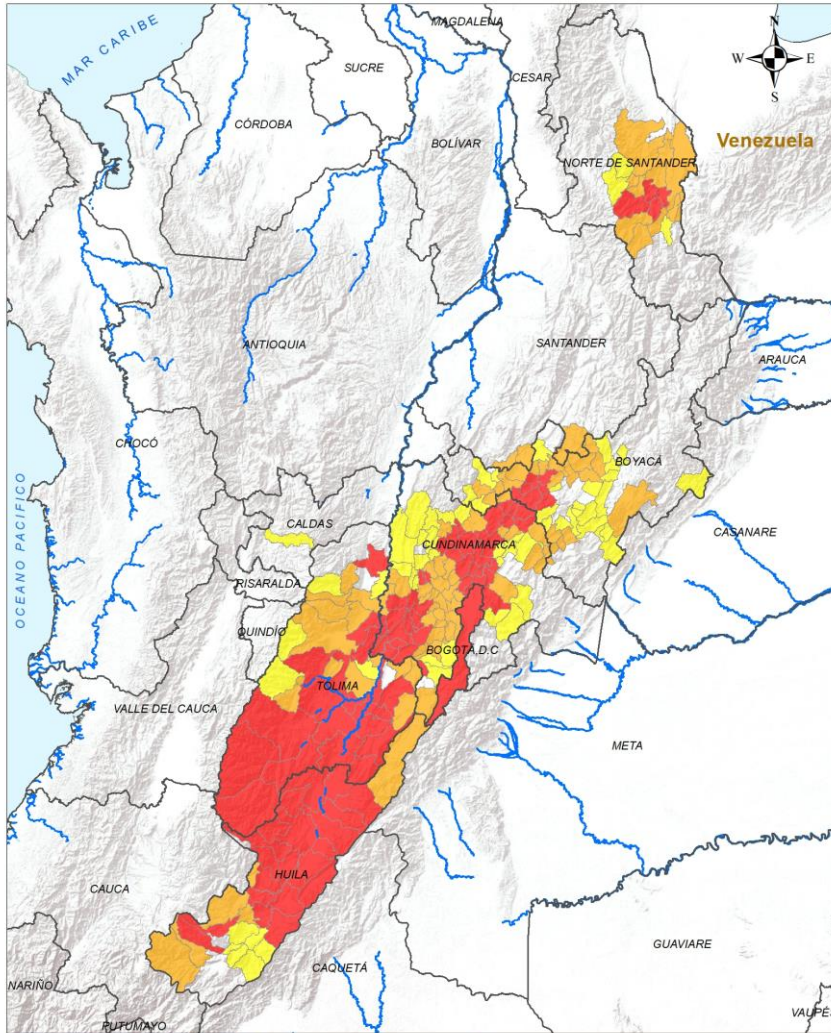 MAGDALENA
MAR CARIBE
SUCRE
CESAR
N
W E
S
CÓRDOBA
BOLÍVAR
Venezuela
NORTE DE SANTANDER
ANTIOQUIA
SANTANDER
ARAUCA
CHOCÓ
BOYACÁ
OCEANO PACIFICO
CALDAS
CUNDINAMARCA
CASANARE
RISARALDA
QUINDÍO
BOGOTÁ, D.C
TOLIMA
VALLE DEL CAUCA
META
HUILA
CAUCA
GUAVIARE
CAQUETÁ
NARIÑO
PUTUMAYO
VAUPÉ